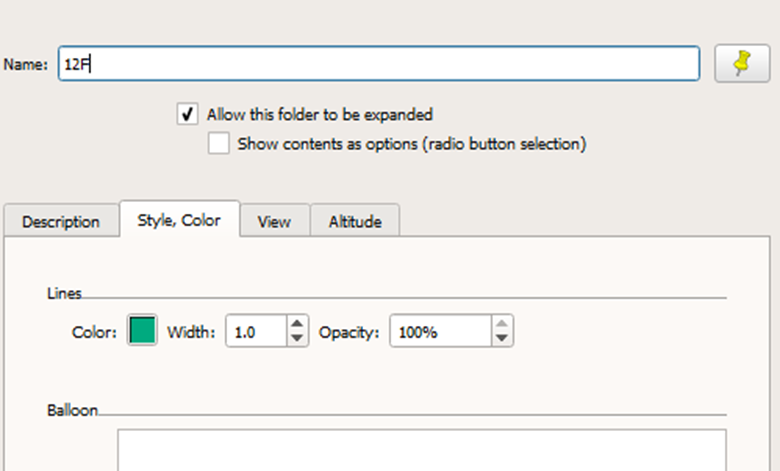 Name: 12F
Allow this folder to be expanded
Show contents as options (radio button selection)
Description Style, Color View Altitude
Lines
Color: Width: 1.0 Opacity: 100%
Balloon